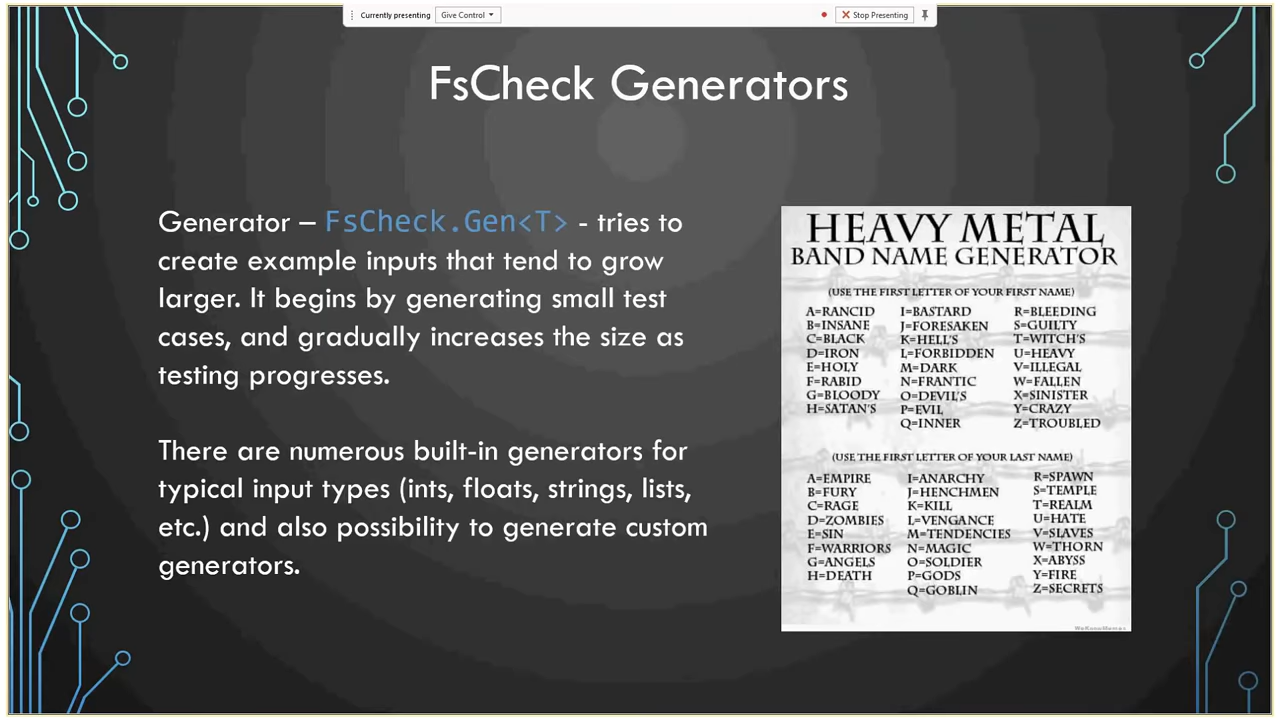 Currently presenting Give Control Stop Presenting
FsCheck Generators
Generator – FsCheck.Gen<T> - tries to
create example inputs that tend to grow
larger. It begins by generating small test
cases, and gradually increases the size as
testing progresses.
There are numerous built-in generators for
typical input types (ints, floats, strings, lists,
etc.) and also possibility to generate custom
generators.
HEAVY METAL
BAND NAME GENERATOR
(USE THE FIRST LETTER OF YOUR FIRST NAME)
A=RANCID I=BASTARD R=BLEEDING
B=INSANE J=FORESAKEN S=GUILTY
C=BLACK K=HELL'S T=WITCH'S
D=IRON L=FORBIDDEN U=HEAVY
E=HOLY M=DARK V=ILLEGAL
F=RABID N=FRANTIC W=FALLEN
G=BLOODY O=DEVIL'S X=SINISTER
H=SATAN'S P=EVIL Y=CRAZY
Q=INNER Z=TROUBLED
(USE THE FIRST LETTER OF YOUR LAST NAME)
A=EMPIRE I=ANARCHY R=SPAWN
B=FURY J=HENCHMEN S=TEMPLE
C=RAGE K=KILL T=REALM
D=ZOMBIES L=VENGANCE U=HATE
E=SIN M=TENDENCIES V=SLAVES
F=WARRIORS N=MAGIC W=THORN
G=ANGELS O=SOLDIER X=ABYSS
H=DEATH P=GODS Y=FIRE
Q=GOBLIN Z=SECRETS
WeKnowMemes